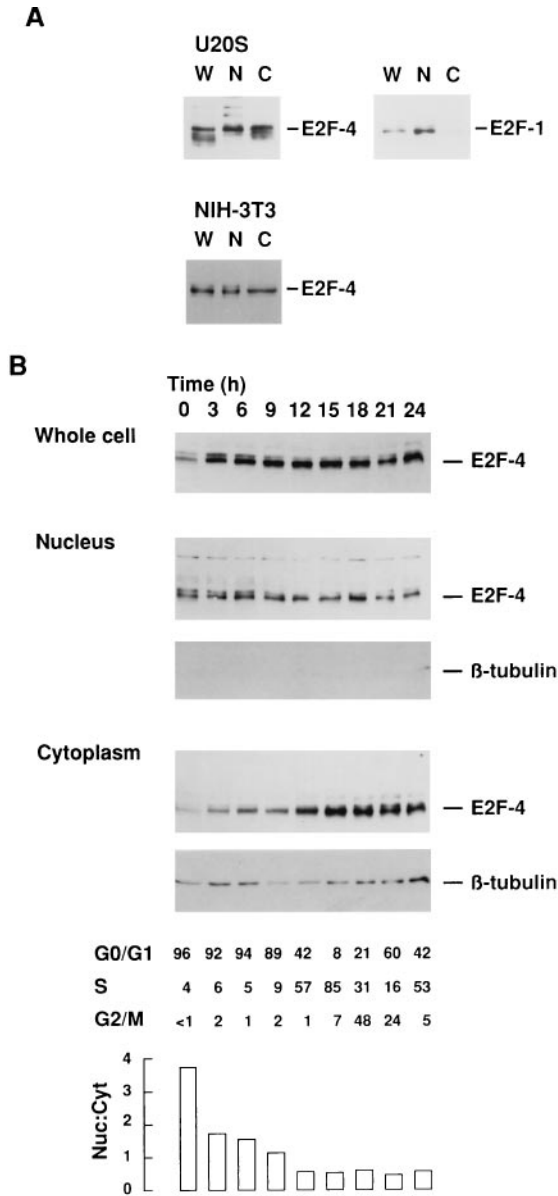 A
U20S
W N C
W N C
–E2F-4
–E2F-1
NIH-3T3
W N C
–E2F-4
B
Time (h)
0 3 6 9 12 15 18 21 24
Whole cell
— E2F-4
Nucleus
— E2F-4
— ß-tubulin
Cytoplasm
— E2F-4
— ß-tubulin
G0/G1 96 92 94 89 42 8 21 60 42
S 4 6 5 9 57 85 31 16 53
G2/M <1 2 1 2 1 7 48 24 5
Nuc:Cyt
4
3
2
1
0